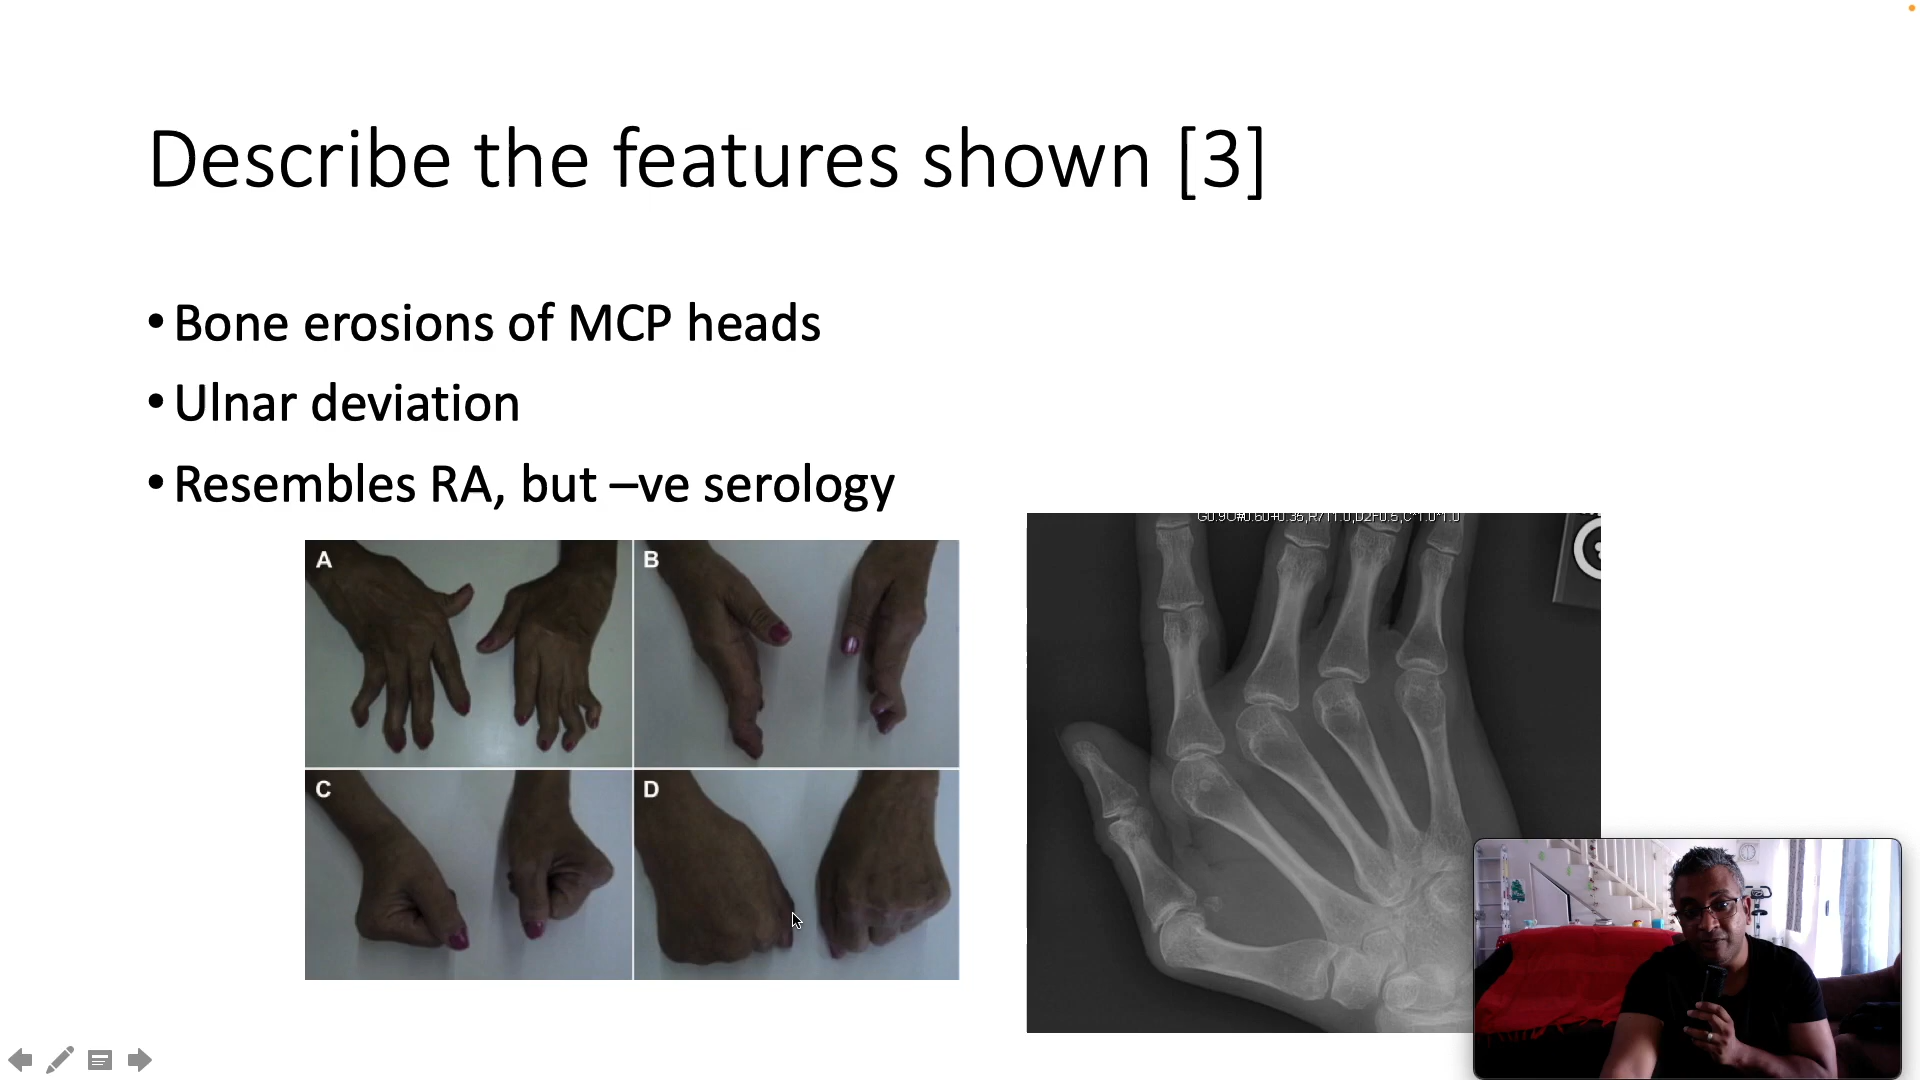 Describe the features shown [3]
•Bone erosions of MCP heads
•Ulnar deviation
•Resembles RA, but –ve serology
A
B
C
D